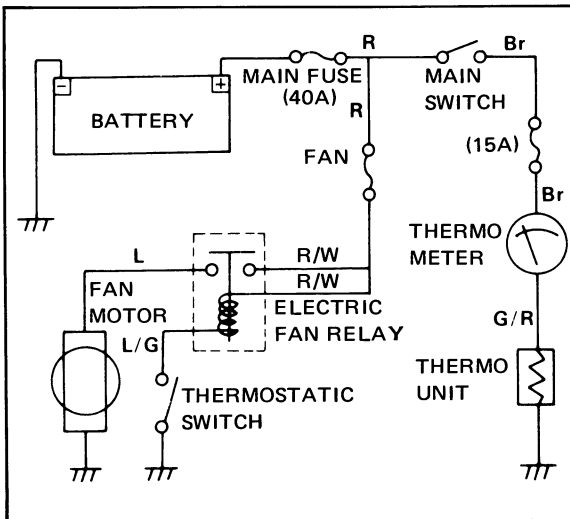 R
Br
MAIN FUSE
(40A)
MAIN
SWITCH
- +
BATTERY
R
FAN
(15A)
Br
THERMO
METER
L
R/W
R/W
FAN
MOTOR
ELECTRIC
FAN RELAY
L/G
G/R
THERMOSTATIC
SWITCH
THERMO
UNIT